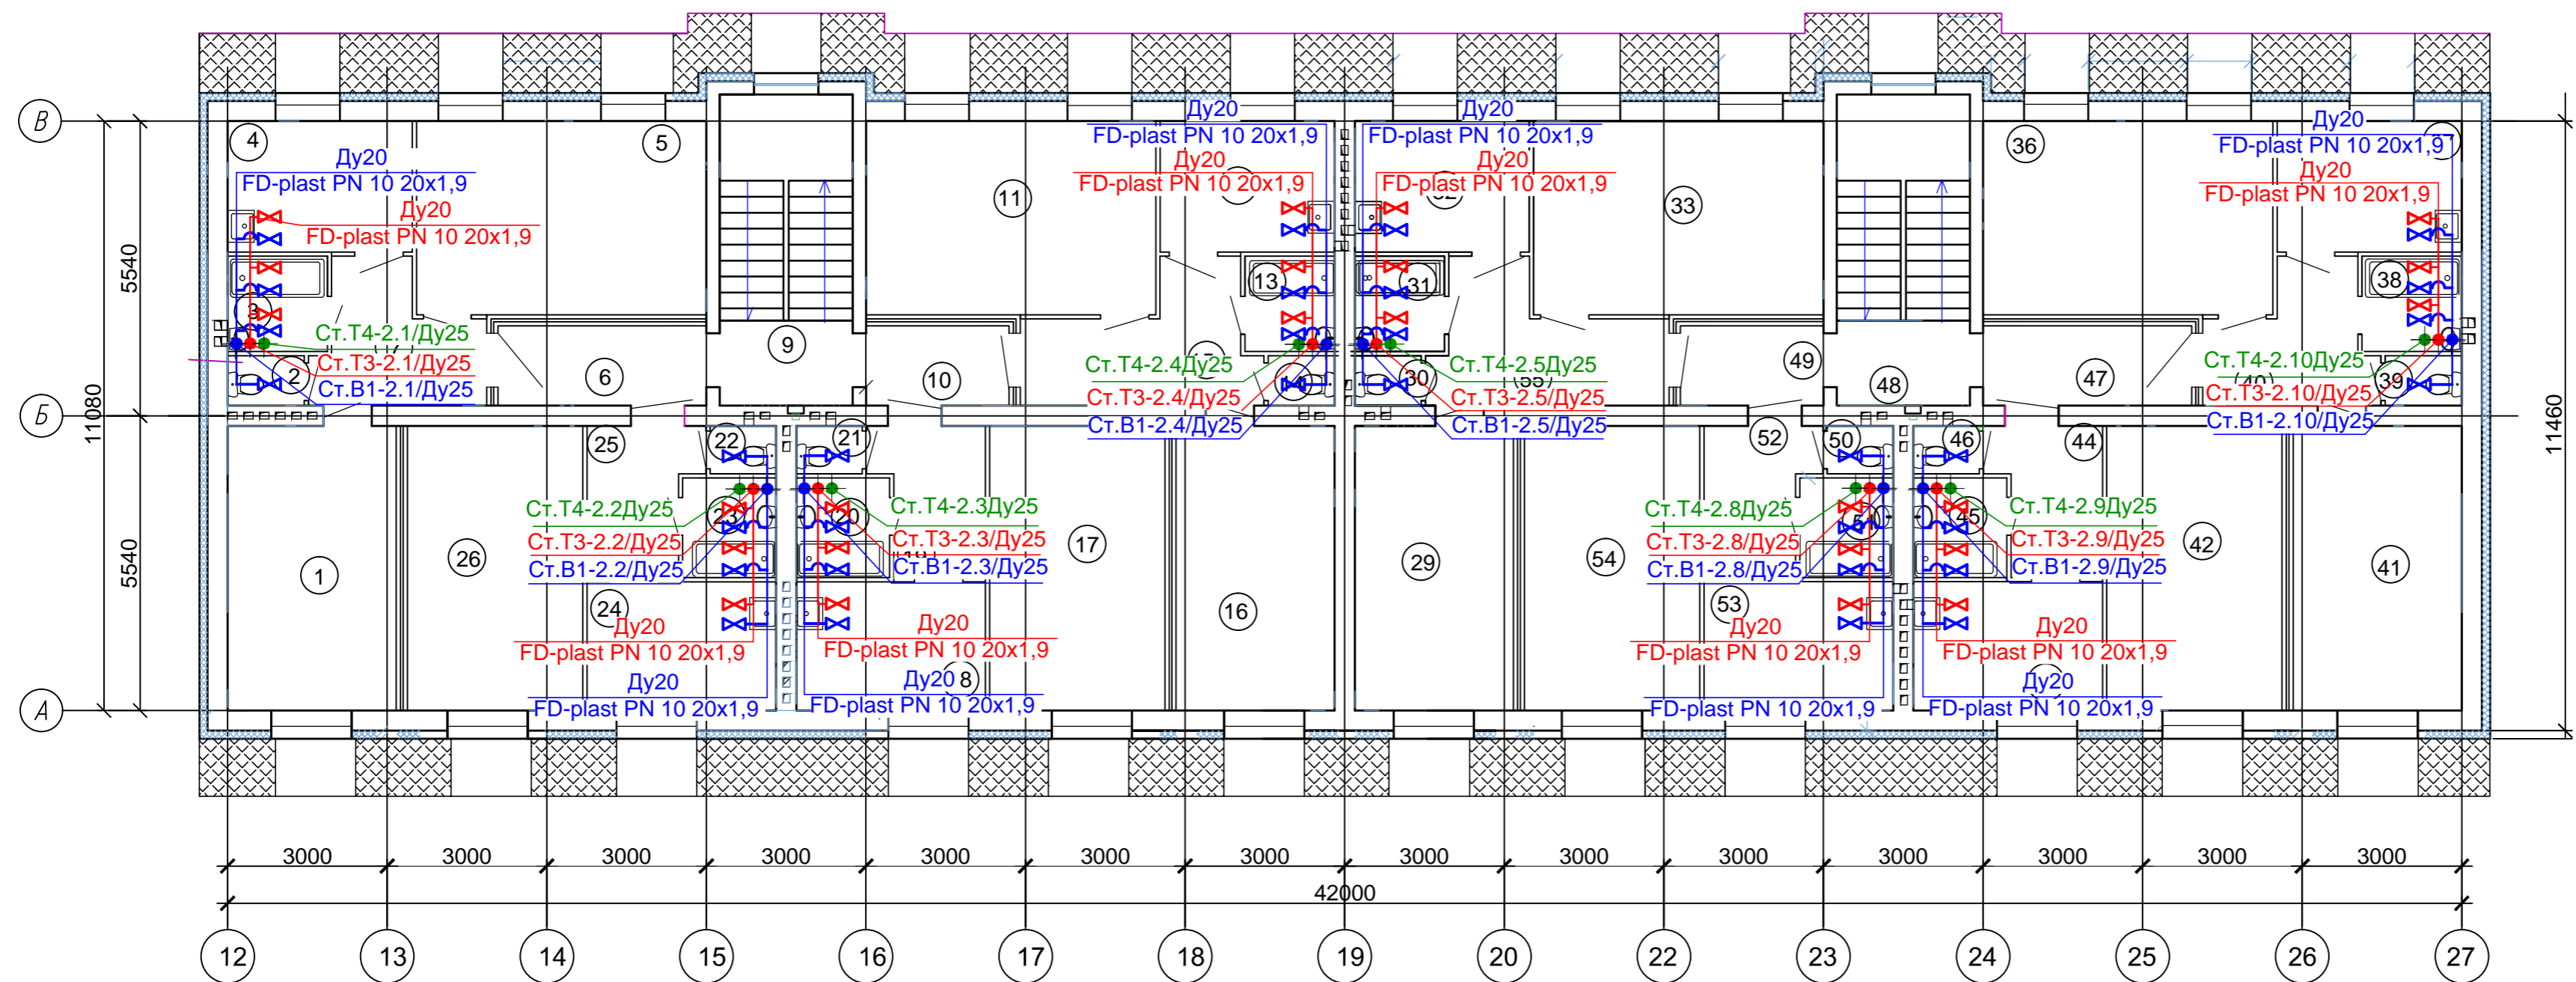 В
Б
А
5540
5540
11080
11460
4
5
Ду20
FD-plast PN 10 20x1,9
Ду20
FD-plast PN 10 20x1,9
3
2
Ст.Т4-2.1/Ду25
Ст.Т3-2.1/Ду25
Ст.В1-2.1/Ду25
6
9
10
11
Ду20
FD-plast PN 10 20x1,9
Ду20
FD-plast PN 10 20x1,9
13
Ст.Т4-2.4Ду25
Ст.Т3-2.4/Ду25
Ст.В1-2.4/Ду25
Ду20
FD-plast PN 10 20x1,9
Ду20
FD-plast PN 10 20x1,9
31
30
33
Ст.Т4-2.5Ду25
Ст.Т3-2.5/Ду25
Ст.В1-2.5/Ду25
36
49
48
47
Ду20
FD-plast PN 10 20x1,9
Ду20
FD-plast PN 10 20x1,9
38
39
Ст.Т4-2.10Ду25
Ст.Т3-2.10/Ду25
Ст.В1-2.10/Ду25
25
22
21
1
26
23
20
24
Ст.Т4-2.2Ду25
Ст.Т3-2.2/Ду25
Ст.В1-2.2/Ду25
Ду20
FD-plast PN 10 20x1,9
Ду20
FD-plast PN 10 20x1,9
Ст.Т4-2.3Ду25
Ст.Т3-2.3/Ду25
Ст.В1-2.3/Ду25
Ду20
FD-plast PN 10 20x1,9
Ду20
FD-plast PN 10 20x1,9
17
16
29
54
52
50
46
44
53
45
42
41
Ст.Т4-2.8Ду25
Ст.Т3-2.8/Ду25
Ст.В1-2.8/Ду25
Ду20
FD-plast PN 10 20x1,9
Ду20
FD-plast PN 10 20x1,9
Ст.Т4-2.9Ду25
Ст.Т3-2.9/Ду25
Ст.В1-2.9/Ду25
Ду20
FD-plast PN 10 20x1,9
Ду20
FD-plast PN 10 20x1,9
3000 3000 3000 3000 3000 3000 3000 3000 3000 3000 3000 3000 3000 3000
42000
12 13 14 15 16 17 18 19 20 22 23 24 25 26 27